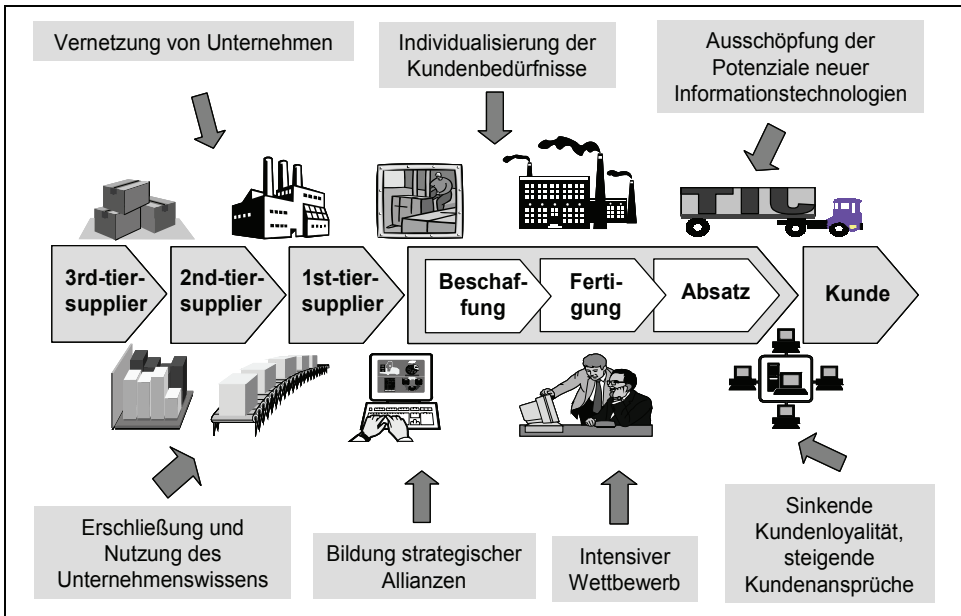 Vernetzung von Unternehmen
Individualisierung der
Kundenbedürfnisse
Ausschöpfung der
Potenziale neuer
Informationstechnologien
TIC
3rd-tier-
supplier
2nd-tier-
supplier
1st-tier-
supplier
Beschaf-
fung
Ferti-
gung
Absatz
Kunde
Erschließung und
Nutzung des
Unternehmenswissens
Bildung strategischer
Allianzen
Intensiver
Wettbewerb
Sinkende
Kundenloyalität,
steigende
Kundenansprüche